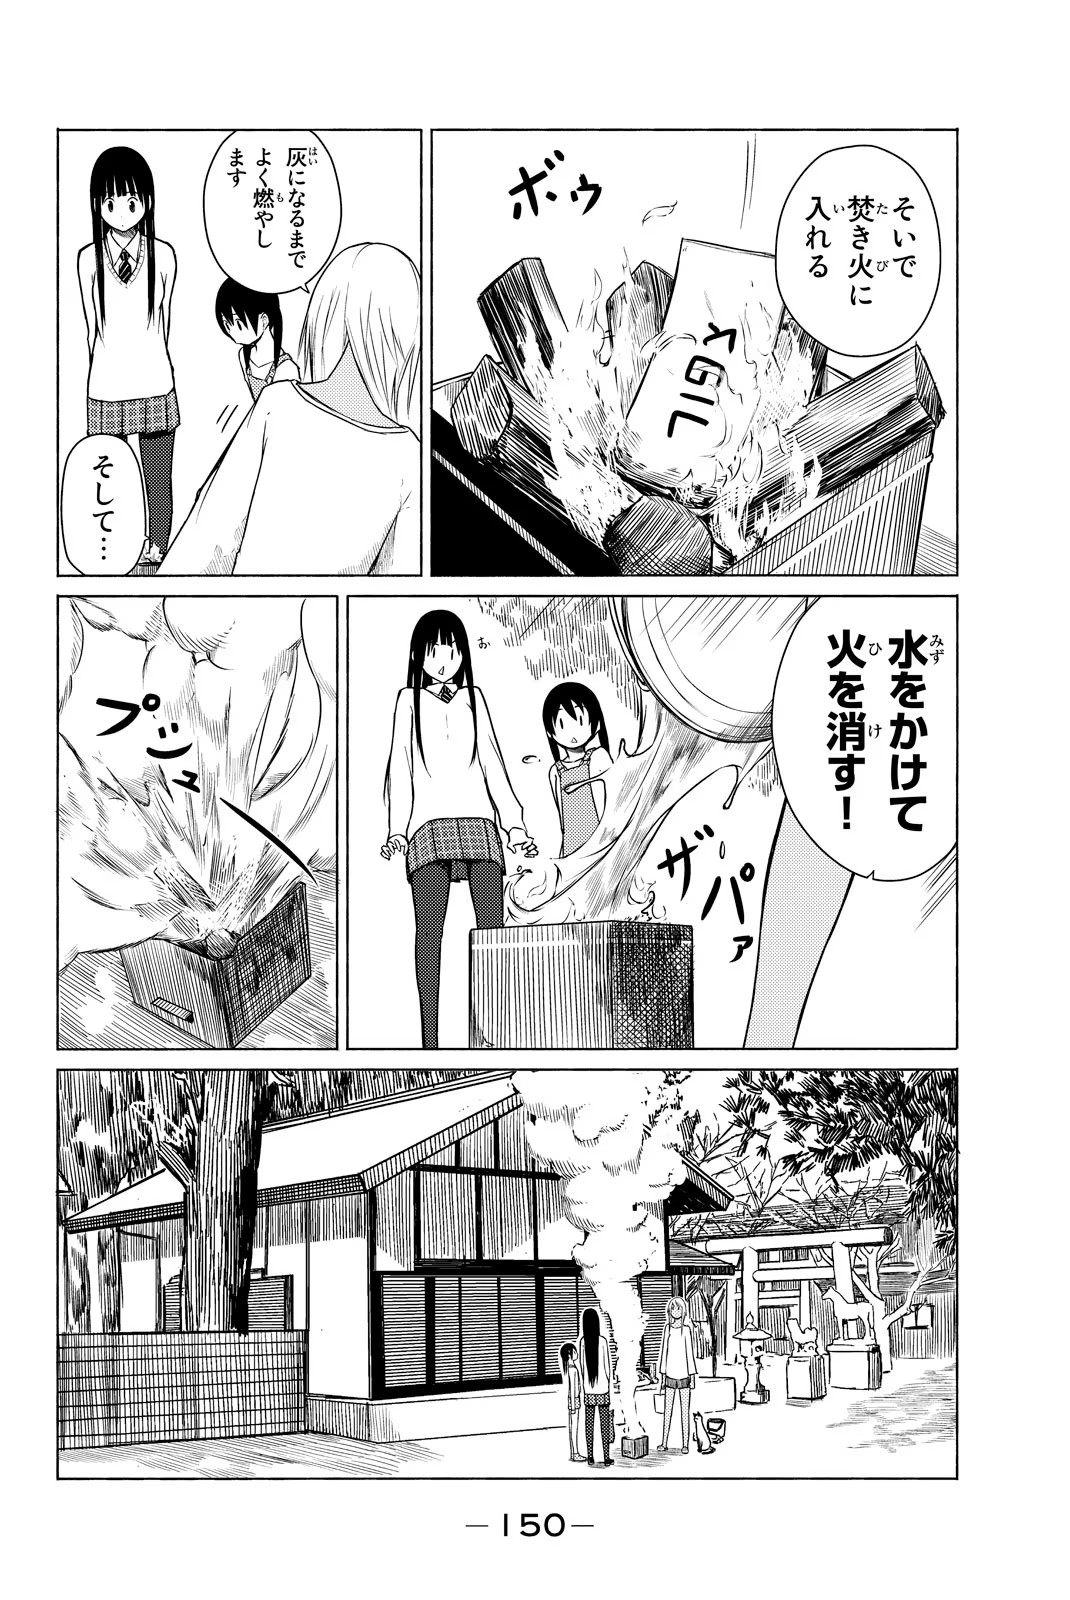 そいで
焚き火に
入れる
ボゥ
灰になるまで
よく燃やし
ます
そして…
水をかけて
火を消す!
お
ザパァ
プシュ
—150—